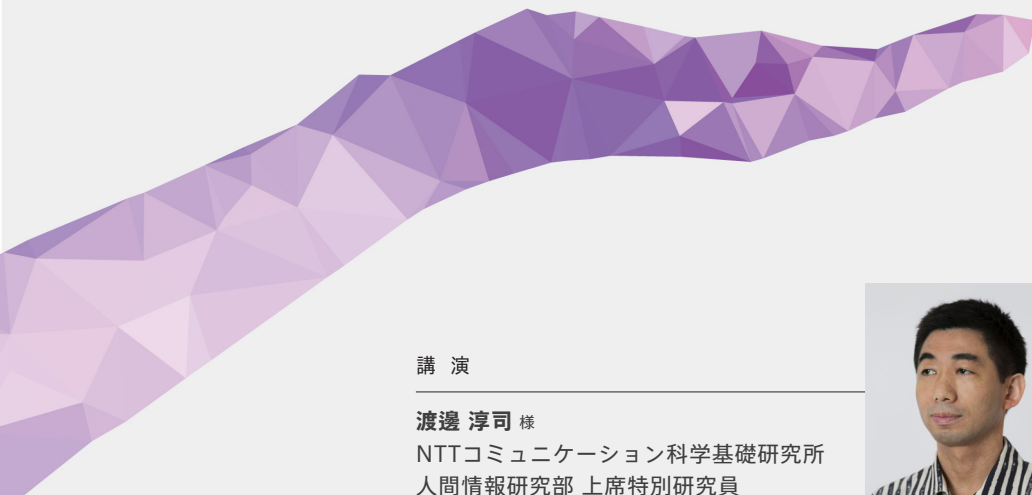 講 演
渡邊 淳司 様
NTTコミュニケーション科学基礎研究所
人間情報研究部 上席特別研究員